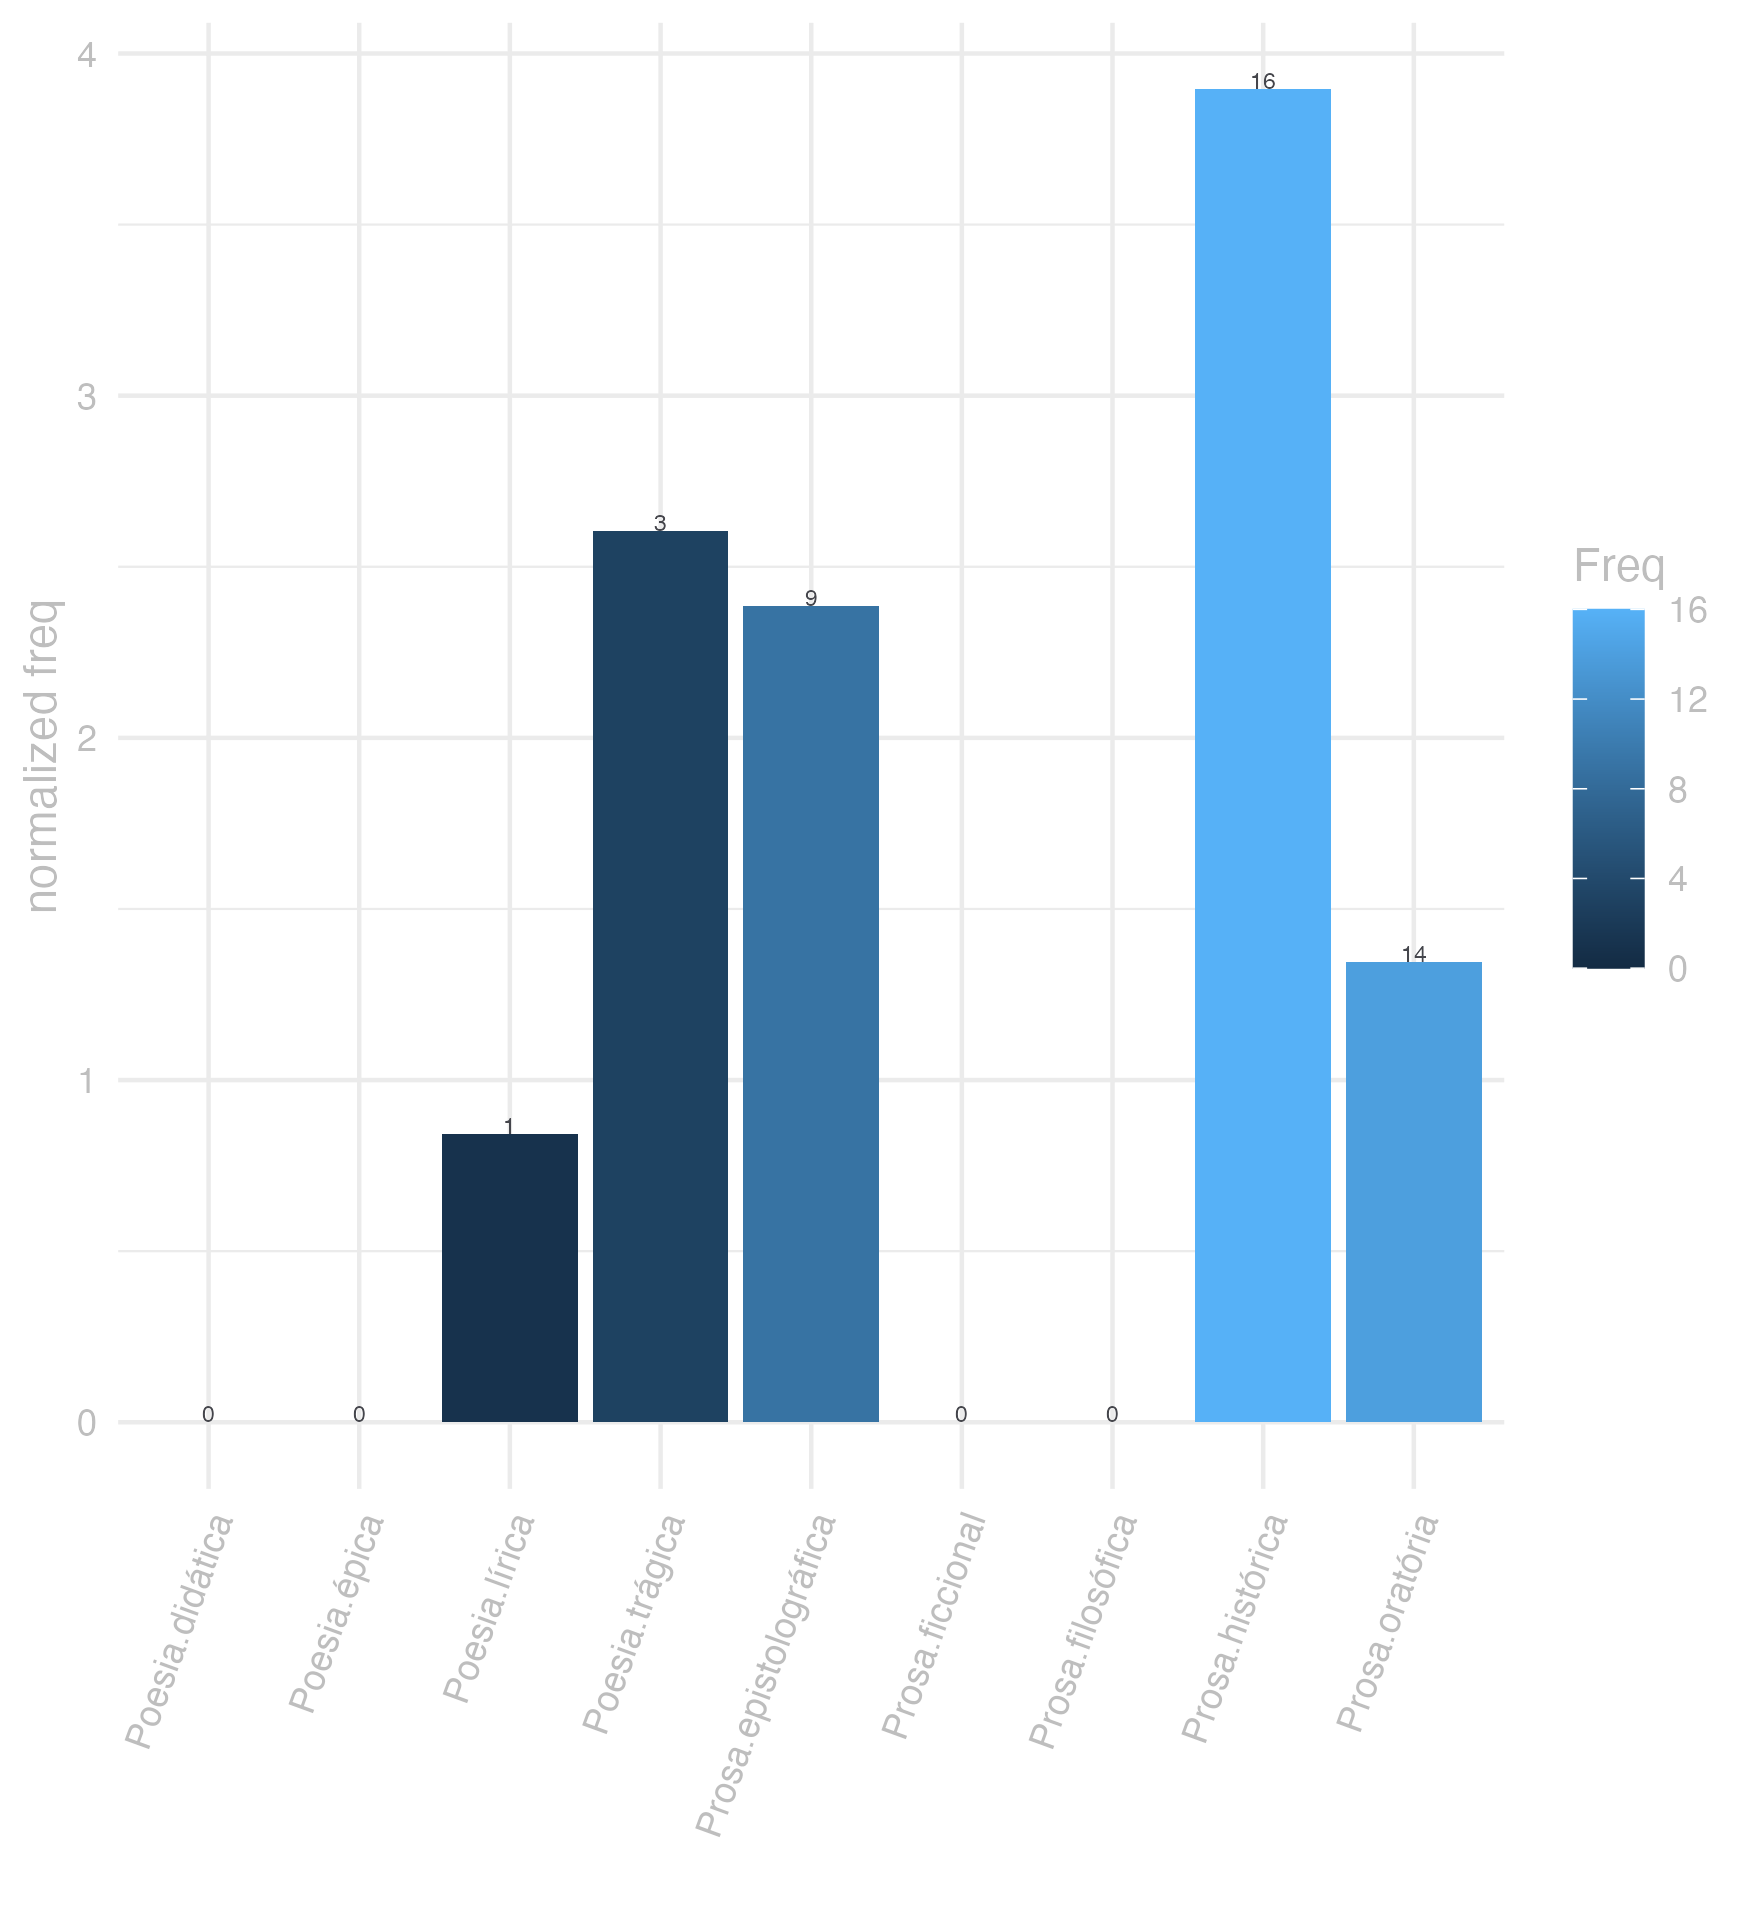 4
3
2
1
0
normalized freq
16
3
9
14
1
0
0
0
0
Poesia.didática
Poesia.épica
Poesia.lírica
Poesia.trágica
Prosa.epistolográfica
Prosa.ficcional
Prosa.filosófica
Prosa.histórica
Prosa.oratória
Freq
16
12
8
4
0